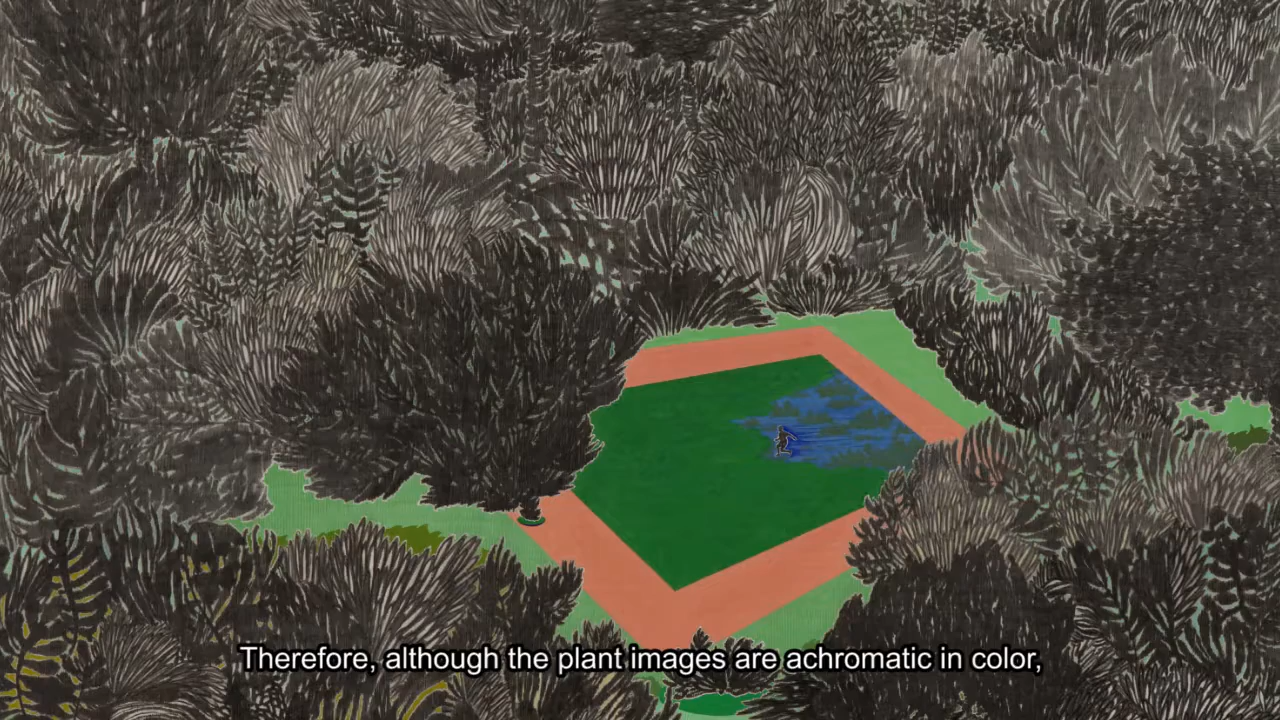 Therefore, although the plant images are achromatic in color,